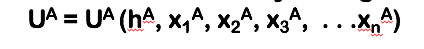 Uᴬ = Uᴬ (hᴬ, x₁ᴬ, x₂ᴬ, x₃ᴬ, . . .xₙᴬ)